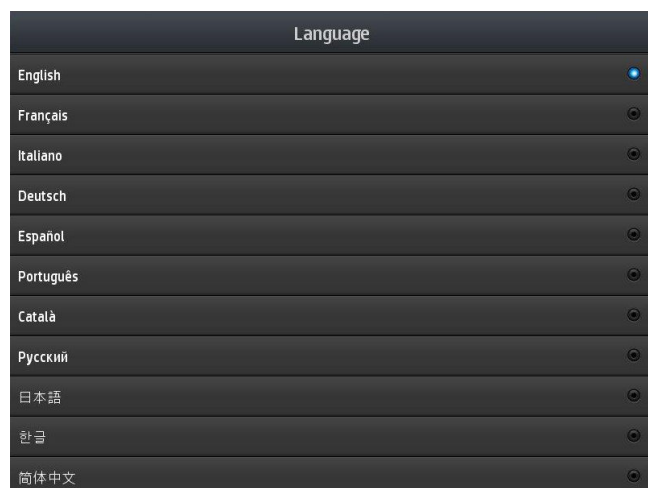 Language
English
Français
Italiano
Deutsch
Español
Português
Català
Русский
日本語
한글
简体中文